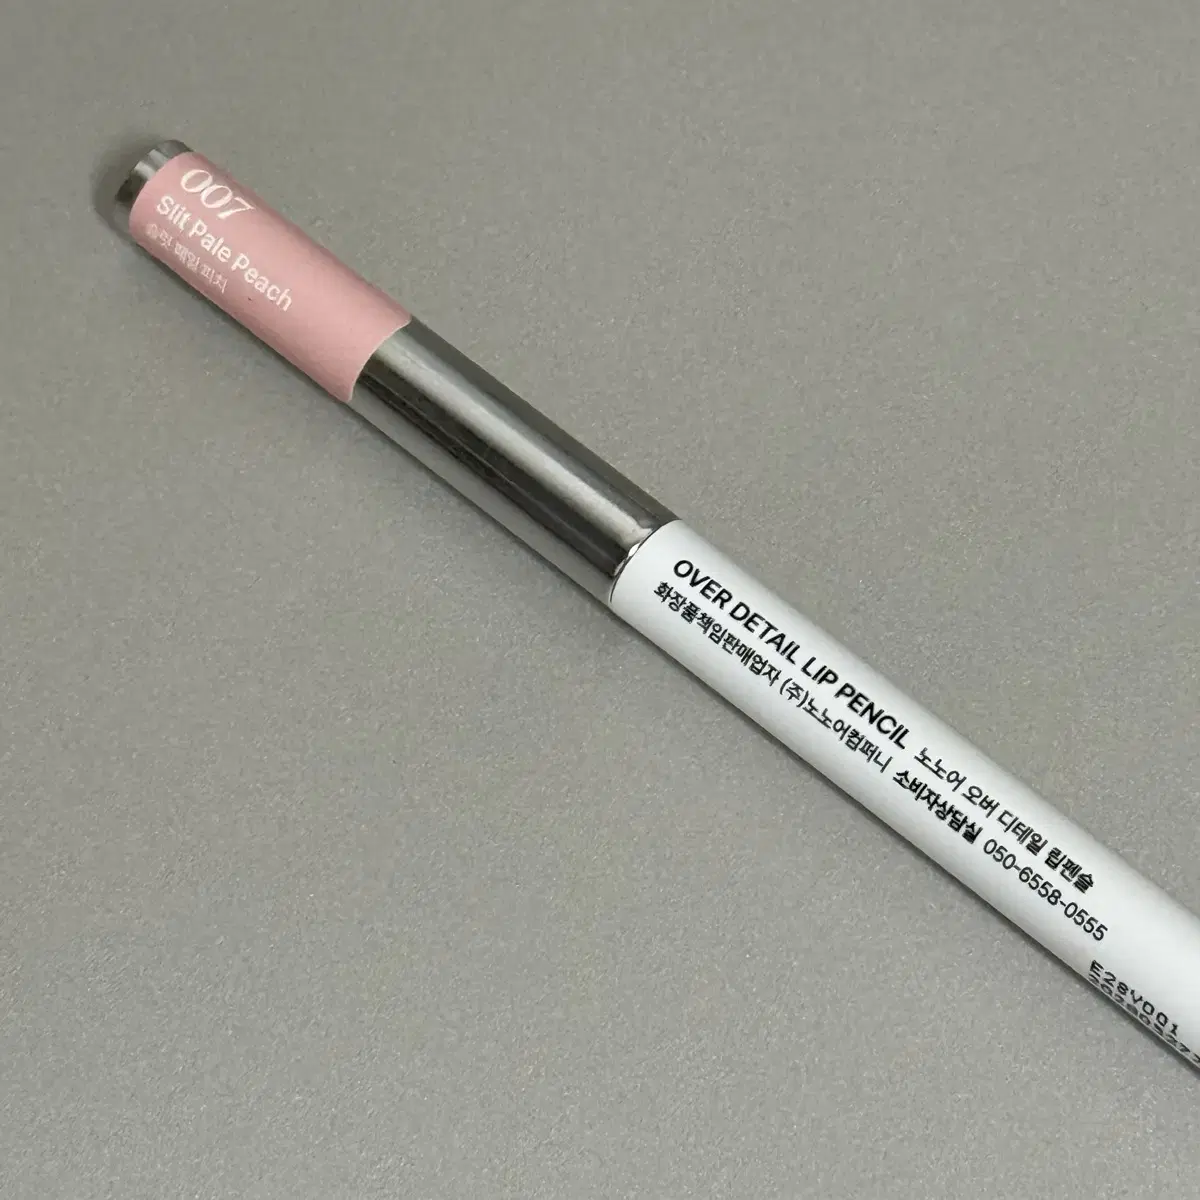 007
Slit Pale Peach
슬릿 페일 피치
OVER DETAIL LIP PENCIL 노노어 오버 디테일 립펜슬
화장품책임판매업자 (주)노노어컴퍼니 소비자상담실 050-6558-0555
E28Y001